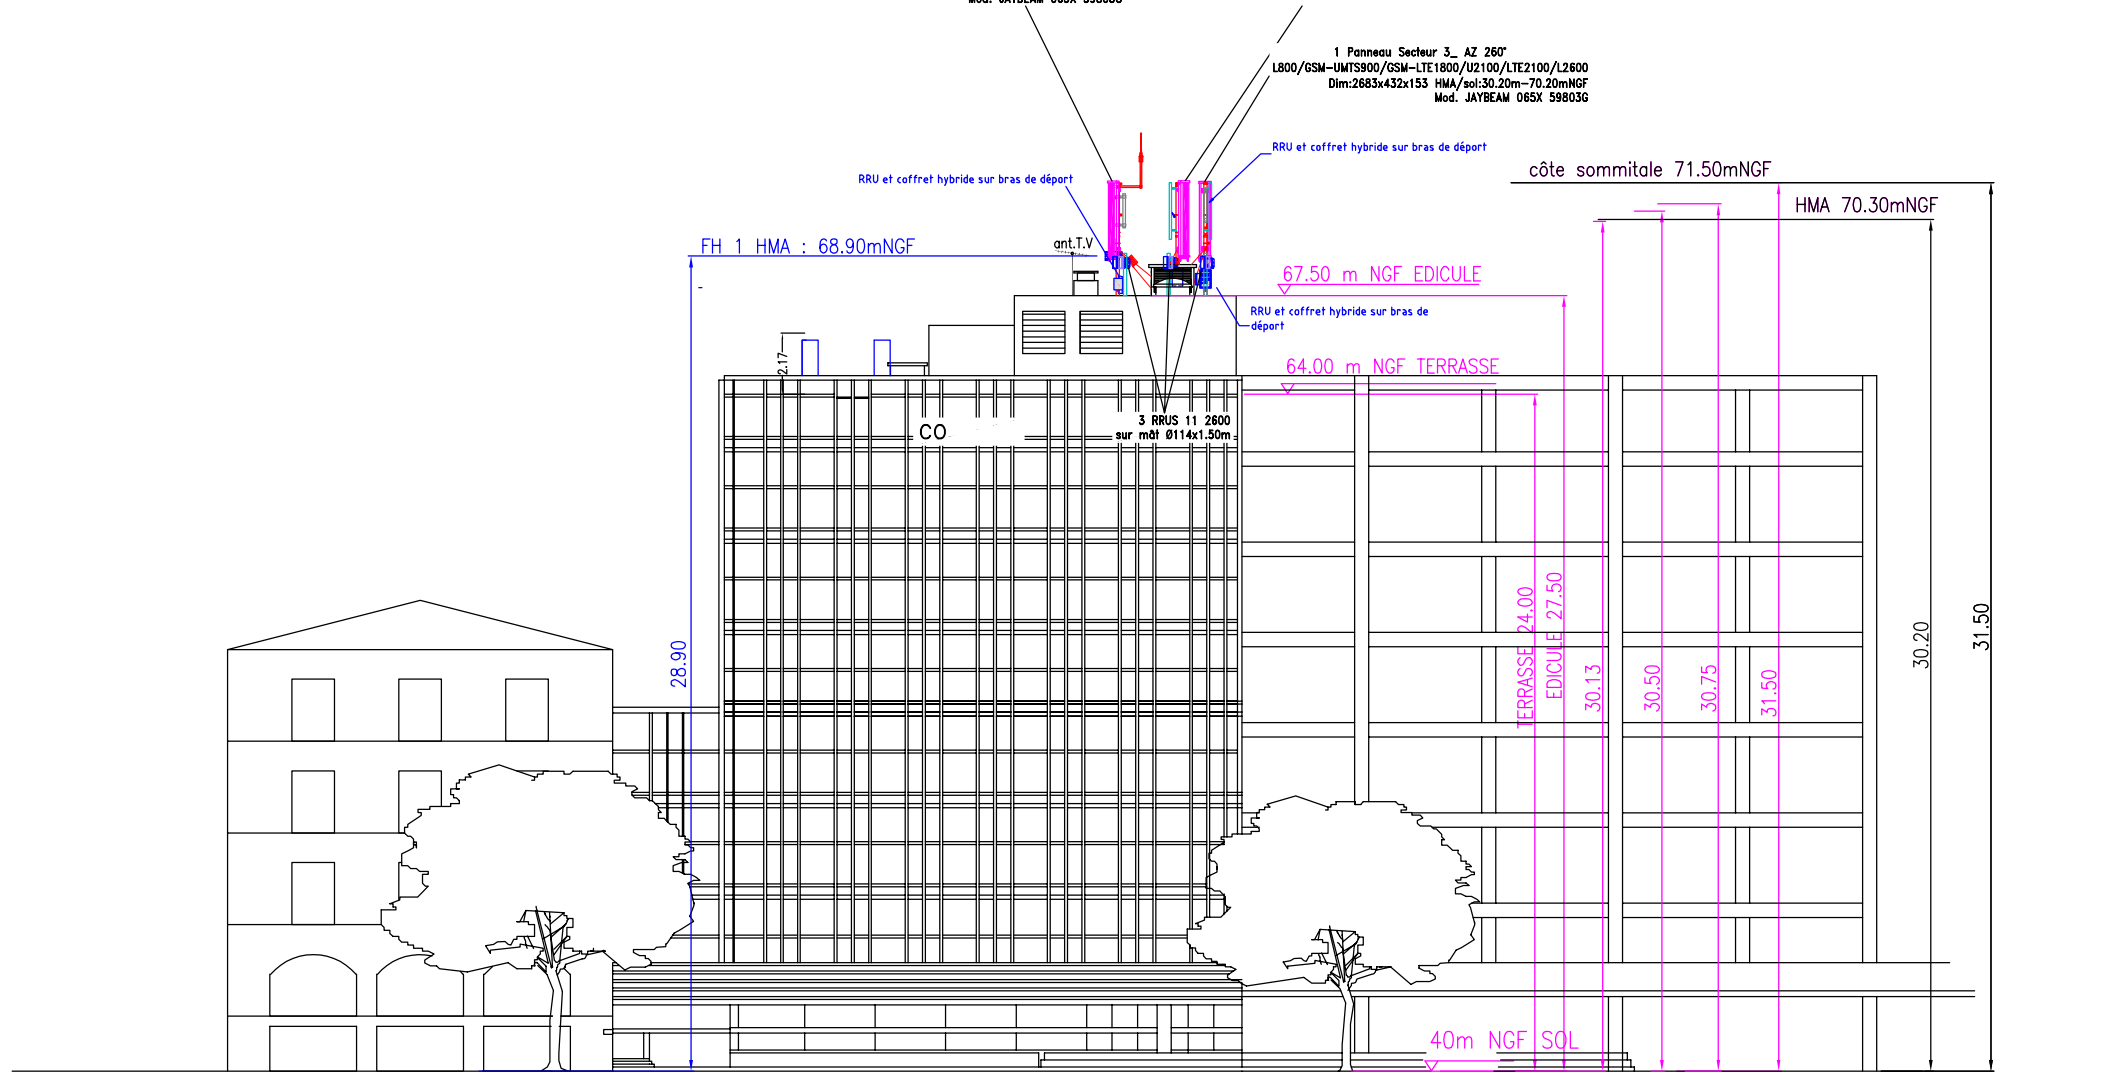 1 Panneau Secteur 3_ AZ 260°
L800/GSM-UMTS900/GSM-LTE1800/U2100/LTE2100/L2600
Dim:2683x432x153 HMA/sol:30.20m-70.20mNGF
Mod. JAYBEAM 065X 59803G
RRU et coffret hybride sur bras de déport
RRU et coffret hybride sur bras de déport
côte sommitale 71.50mNGF
HMA 70.30mNGF
FH 1 HMA : 68.90mNGF
ant.T.V
67.50 m NGF EDICULE
RRU et coffret hybride sur bras de
déport
2.17
64.00 m NGF TERRASSE
CO
3 RRUS 11 2600
sur mât Ø114x1.50m
28.90
TERRASSE 24.00
EDICULE 27.50
30.13
30.50
30.75
31.50
30.20
31.50
40m NGF SOL